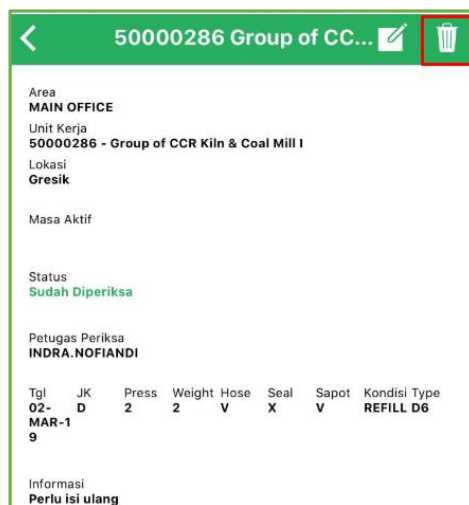 50000286 Group of CC...
Area
MAIN OFFICE
Unit Kerja
50000286 - Group of CCR Kiln & Coal Mill I
Lokasi
Gresik
Masa Aktif
Status
Sudah Diperiksa
Petugas Periksa
INDRA.NOFIANDI
Tgl JK Press Weight Hose Seal Sapot Kondisi Type
02- D 2 2 V X V REFILL D6
MAR-1
9
Informasi
Perlu isi ulang